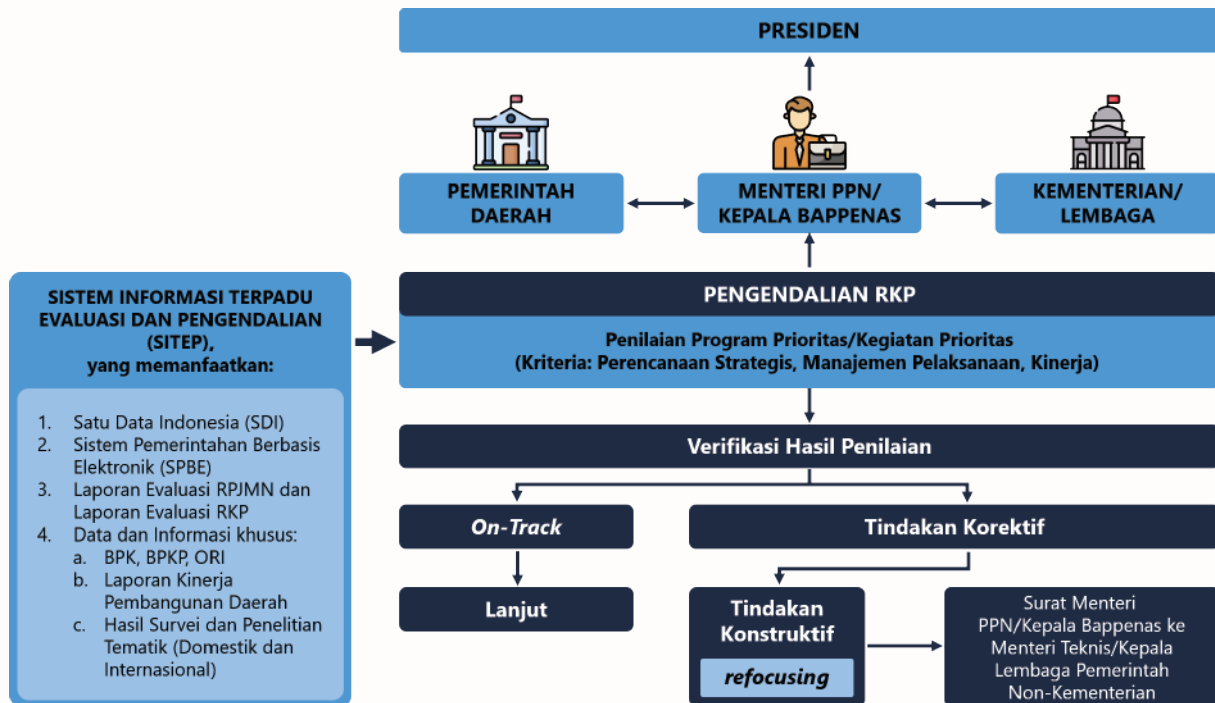 PRESIDEN
PEMERINTAH
DAERAH
MENTERI PPN/
KEPALA BAPPENAS
KEMENTERIAN/
LEMBAGA
SISTEM INFORMASI TERPADU
EVALUASI DAN PENGENDALIAN
(SITEP),
yang memanfaatkan:
1. Satu Data Indonesia (SDI)
2. Sistem Pemerintahan Berbasis
Elektronik (SPBE)
3. Laporan Evaluasi RPJMN dan
Laporan Evaluasi RKP
4. Data dan Informasi khusus:
a. BPK, BPKP, ORI
b. Laporan Kinerja
Pembangunan Daerah
c. Hasil Survei dan Penelitian
Tematik (Domestik dan
Internasional)
PENGENDALIAN RKP
Penilaian Program Prioritas/Kegiatan Prioritas
(Kriteria: Perencanaan Strategis, Manajemen Pelaksanaan, Kinerja)
Verifikasi Hasil Penilaian
On-Track
Tindakan Korektif
Lanjut
Tindakan
Konstruktif
refocusing
Surat Menteri
PPN/Kepala Bappenas ke
Menteri Teknis/Kepala
Lembaga Pemerintah
Non-Kementerian